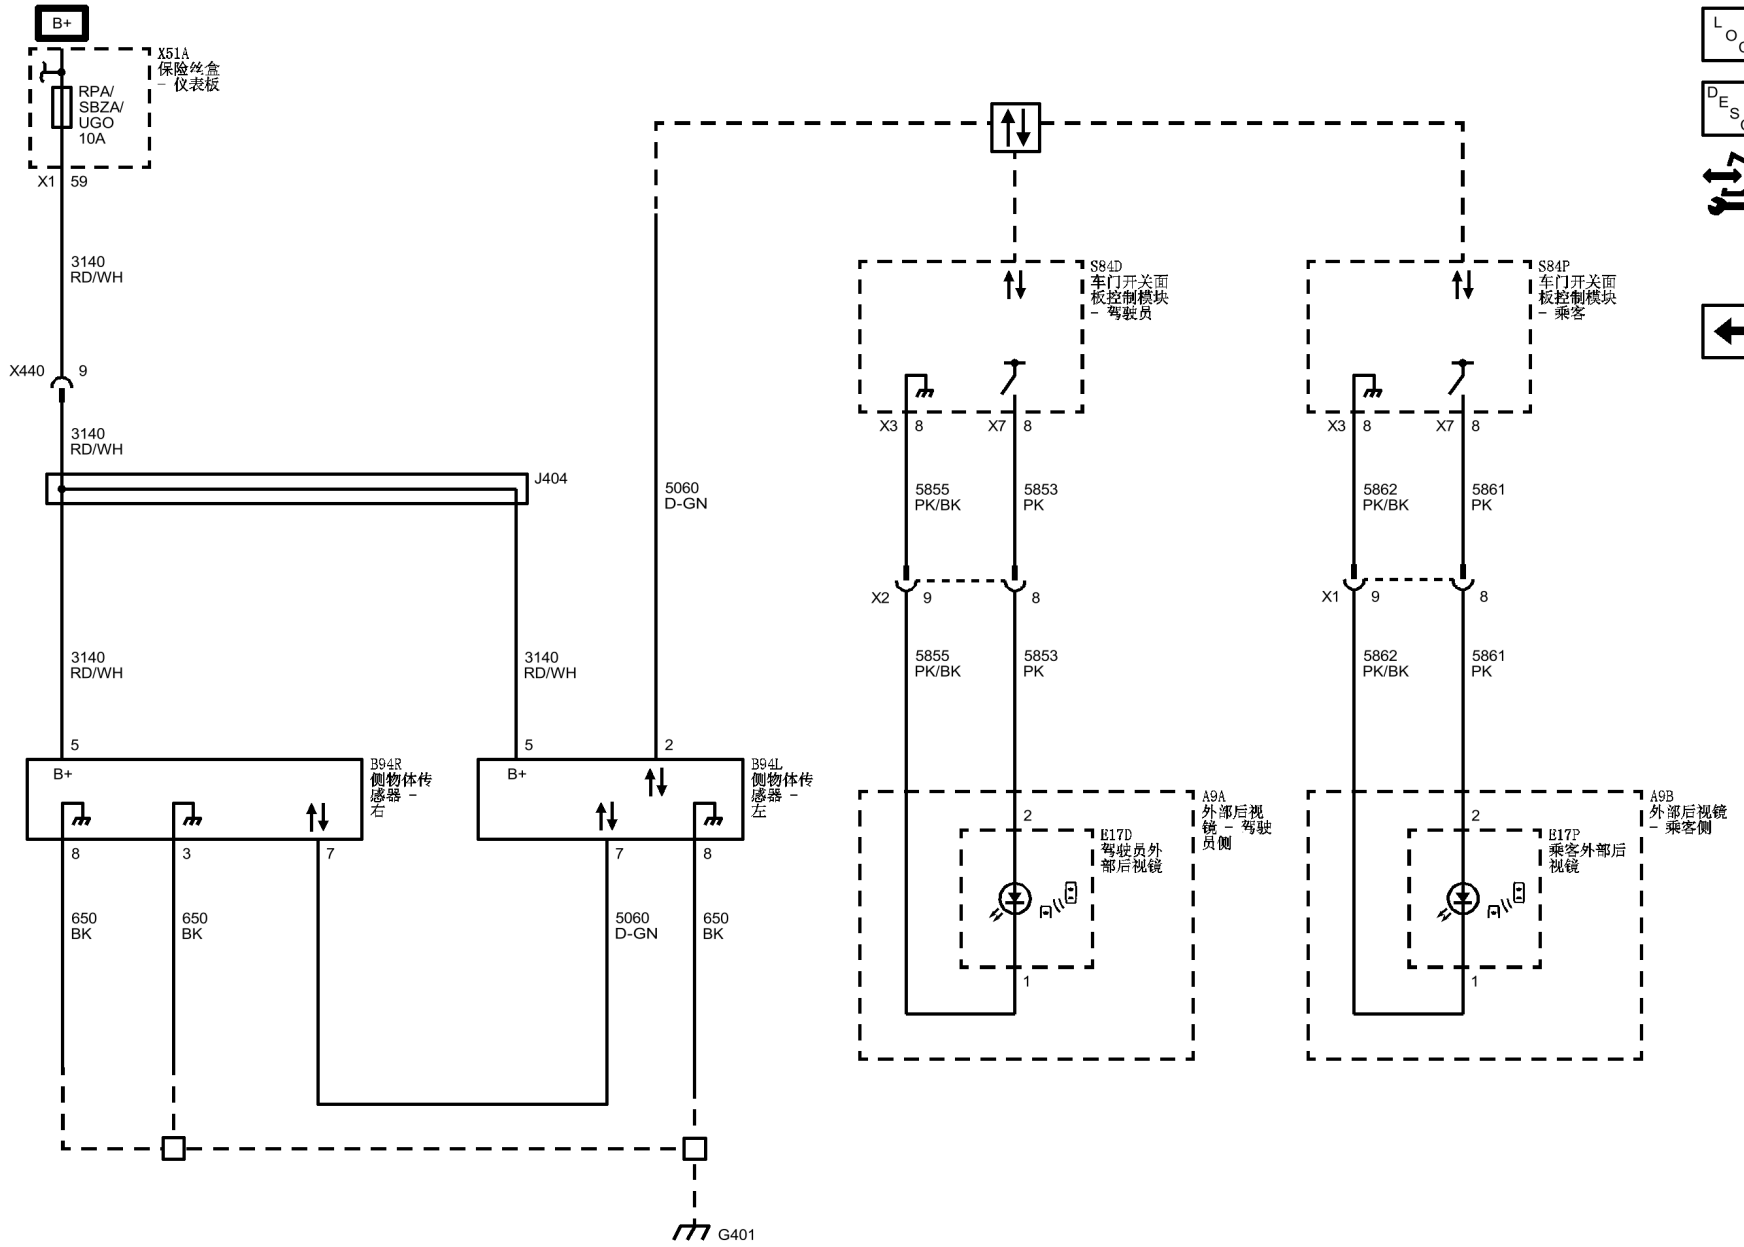 B+
X51A
保险丝盒
- 仪表板
RPA/
SBZA/
UGO
10A
X1 59
3140
RD/WH
X440 9
3140
RD/WH
J404
3140
RD/WH
3140
RD/WH
5060
D-GN
5
B+
B94R
侧物体传
感器 -
右
8 3 7
650
BK
650
BK
5 2
B+
B94L
侧物体传
感器 -
左
7 8
5060
D-GN
650
BK
G401
S84D
车门开关面
板控制模块
- 驾驶员
X3 8 X7 8
5855
PK/BK
5853
PK
X2 9 8
5855
PK/BK
5853
PK
A9A
外部后视
镜 - 驾驶
员侧
2
E17D
驾驶员外
部后视镜
1
S84P
车门开关面
板控制模块
- 乘客
X3 8 X7 8
5862
PK/BK
5861
PK
X1 9 8
5862
PK/BK
5861
PK
A9B
外部后视镜
- 乘客侧
2
E17P
乘客外部后
视镜
1
L
O
D
E
S